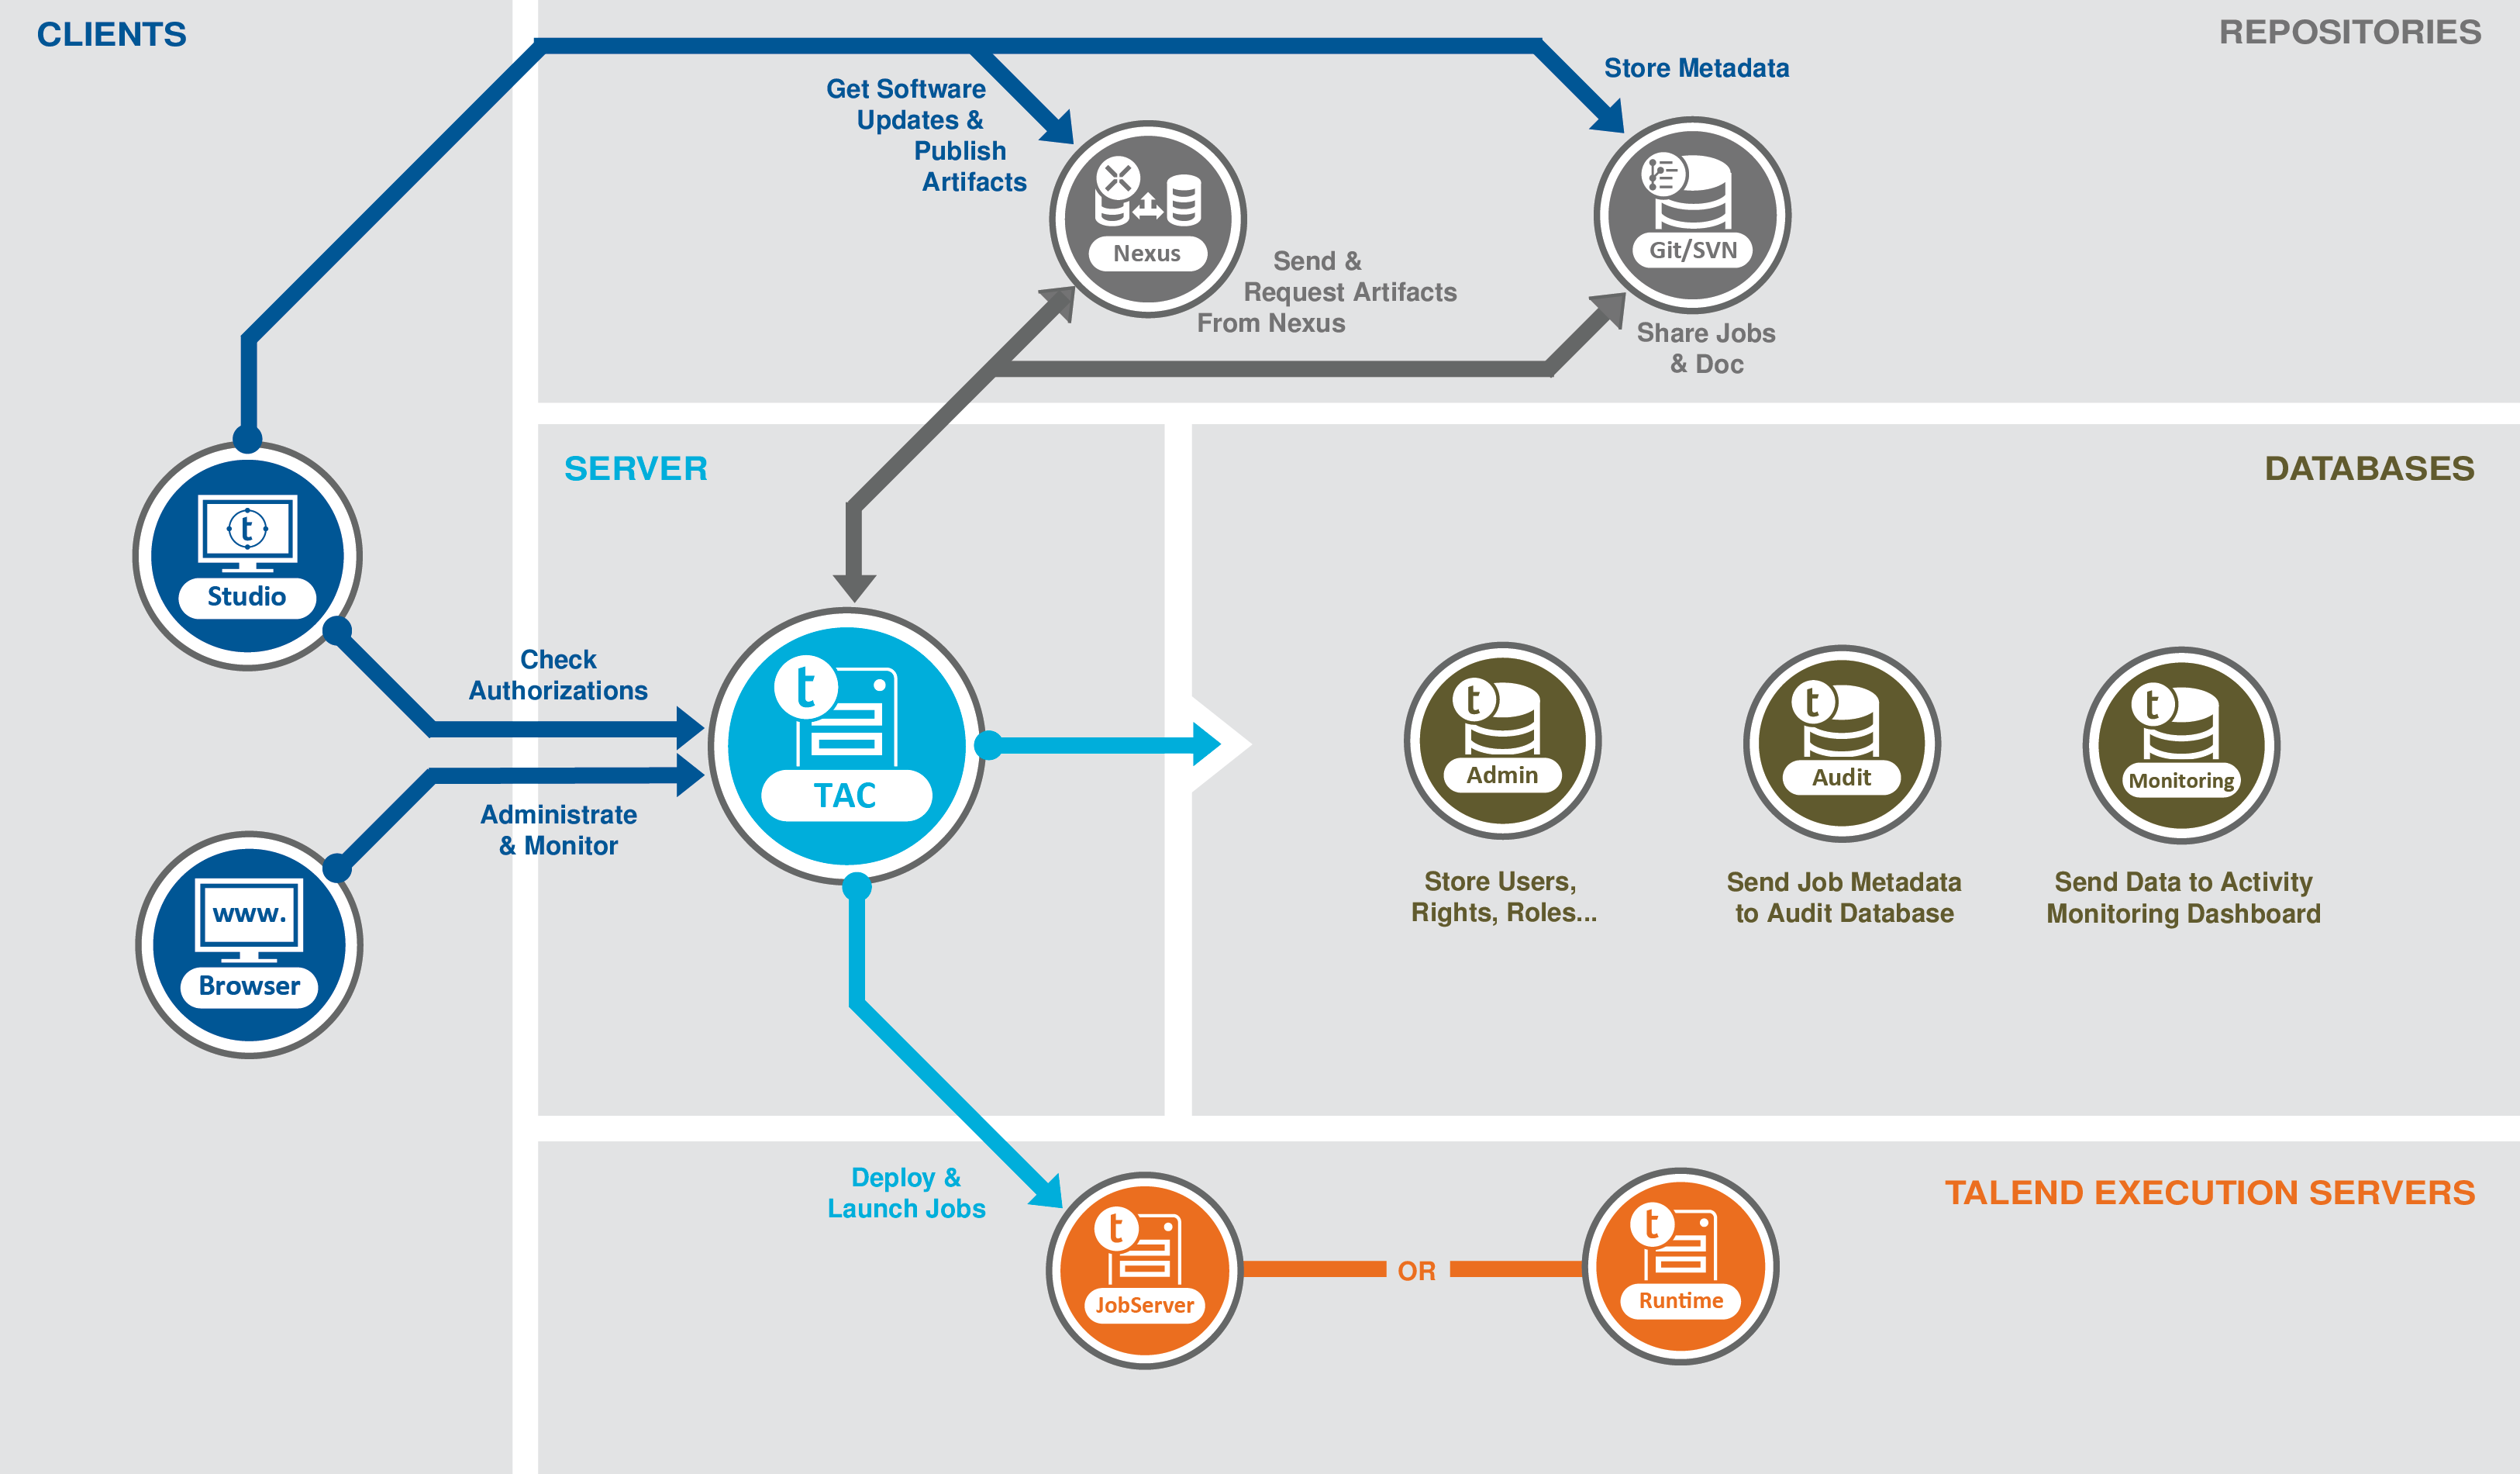 CLIENTS
REPOSITORIES
Store Metadata
Get Software
Updates &
Publish
Artifacts
Nexus
Git/SVN
Send &
Request Artifacts
From Nexus
Share Jobs
& Doc
SERVER
DATABASES
t
Studio
Check
Authorizations
t
TAC
t
Admin
t
Audit
t
Monitoring
Administrate
& Monitor
www.
Browser
Store Users,
Rights, Roles...
Send Job Metadata
to Audit Database
Send Data to Activity
Monitoring Dashboard
Deploy &
Launch Jobs
TALEND EXECUTION SERVERS
t
JobServer
OR
t
Runtime